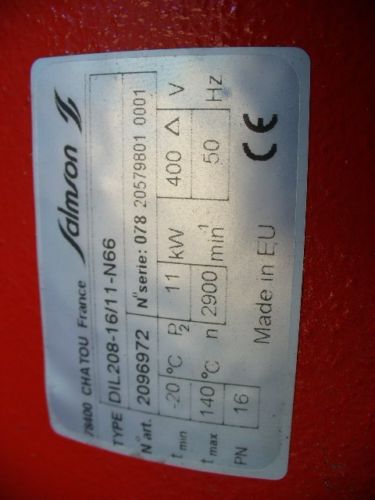 Salmson
78400 CHATOU France
TYPE DIL208-16/11-N66
N°art. 2096972 N°serie: 078 20579801 0001
t min -20 °C P2 11 kW 400 Δ V
t max 140 °C n 2900 min-1 50 Hz
PN 16 Made in EU CE